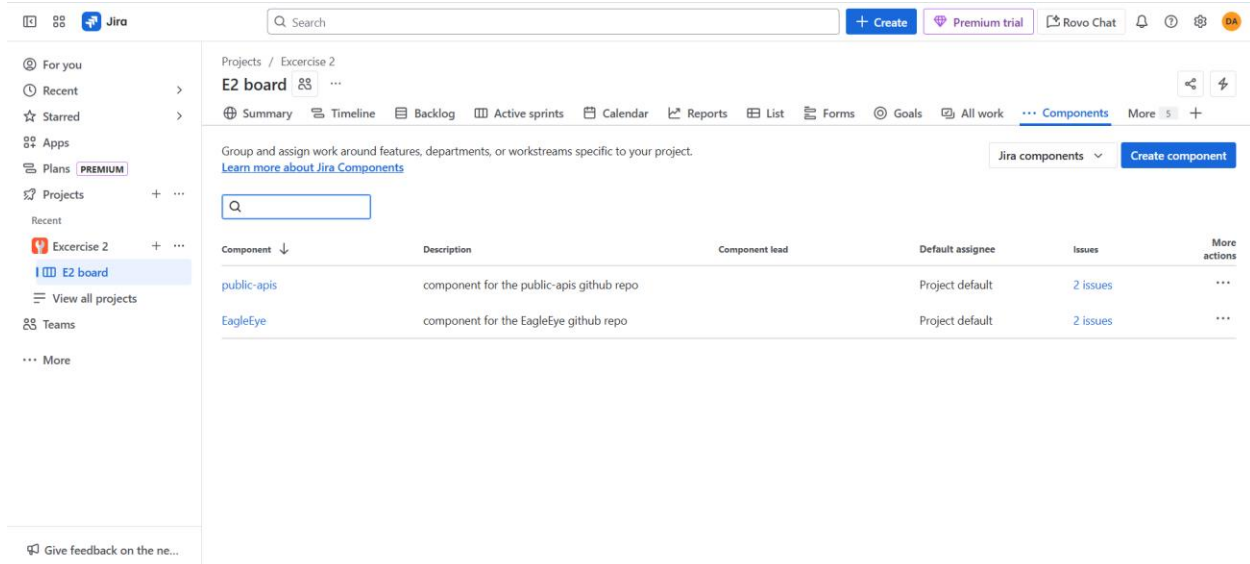 Jira
Search
Create
Premium trial
Rovo Chat
DA
For you
Recent
Starred
Apps
Plans PREMIUM
Projects
Recent
Excercise 2
E2 board
View all projects
Teams
More
Give feedback on the ne...
Projects / Excercise 2
E2 board
Summary Timeline Backlog Active sprints Calendar Reports List Forms Goals All work Components More 5
Group and assign work around features, departments, or workstreams specific to your project.
Learn more about Jira Components
Jira components
Create component
Component Description Component lead Default assignee Issues More actions
public-apis component for the public-apis github repo Project default 2 issues
EagleEye component for the EagleEye github repo Project default 2 issues